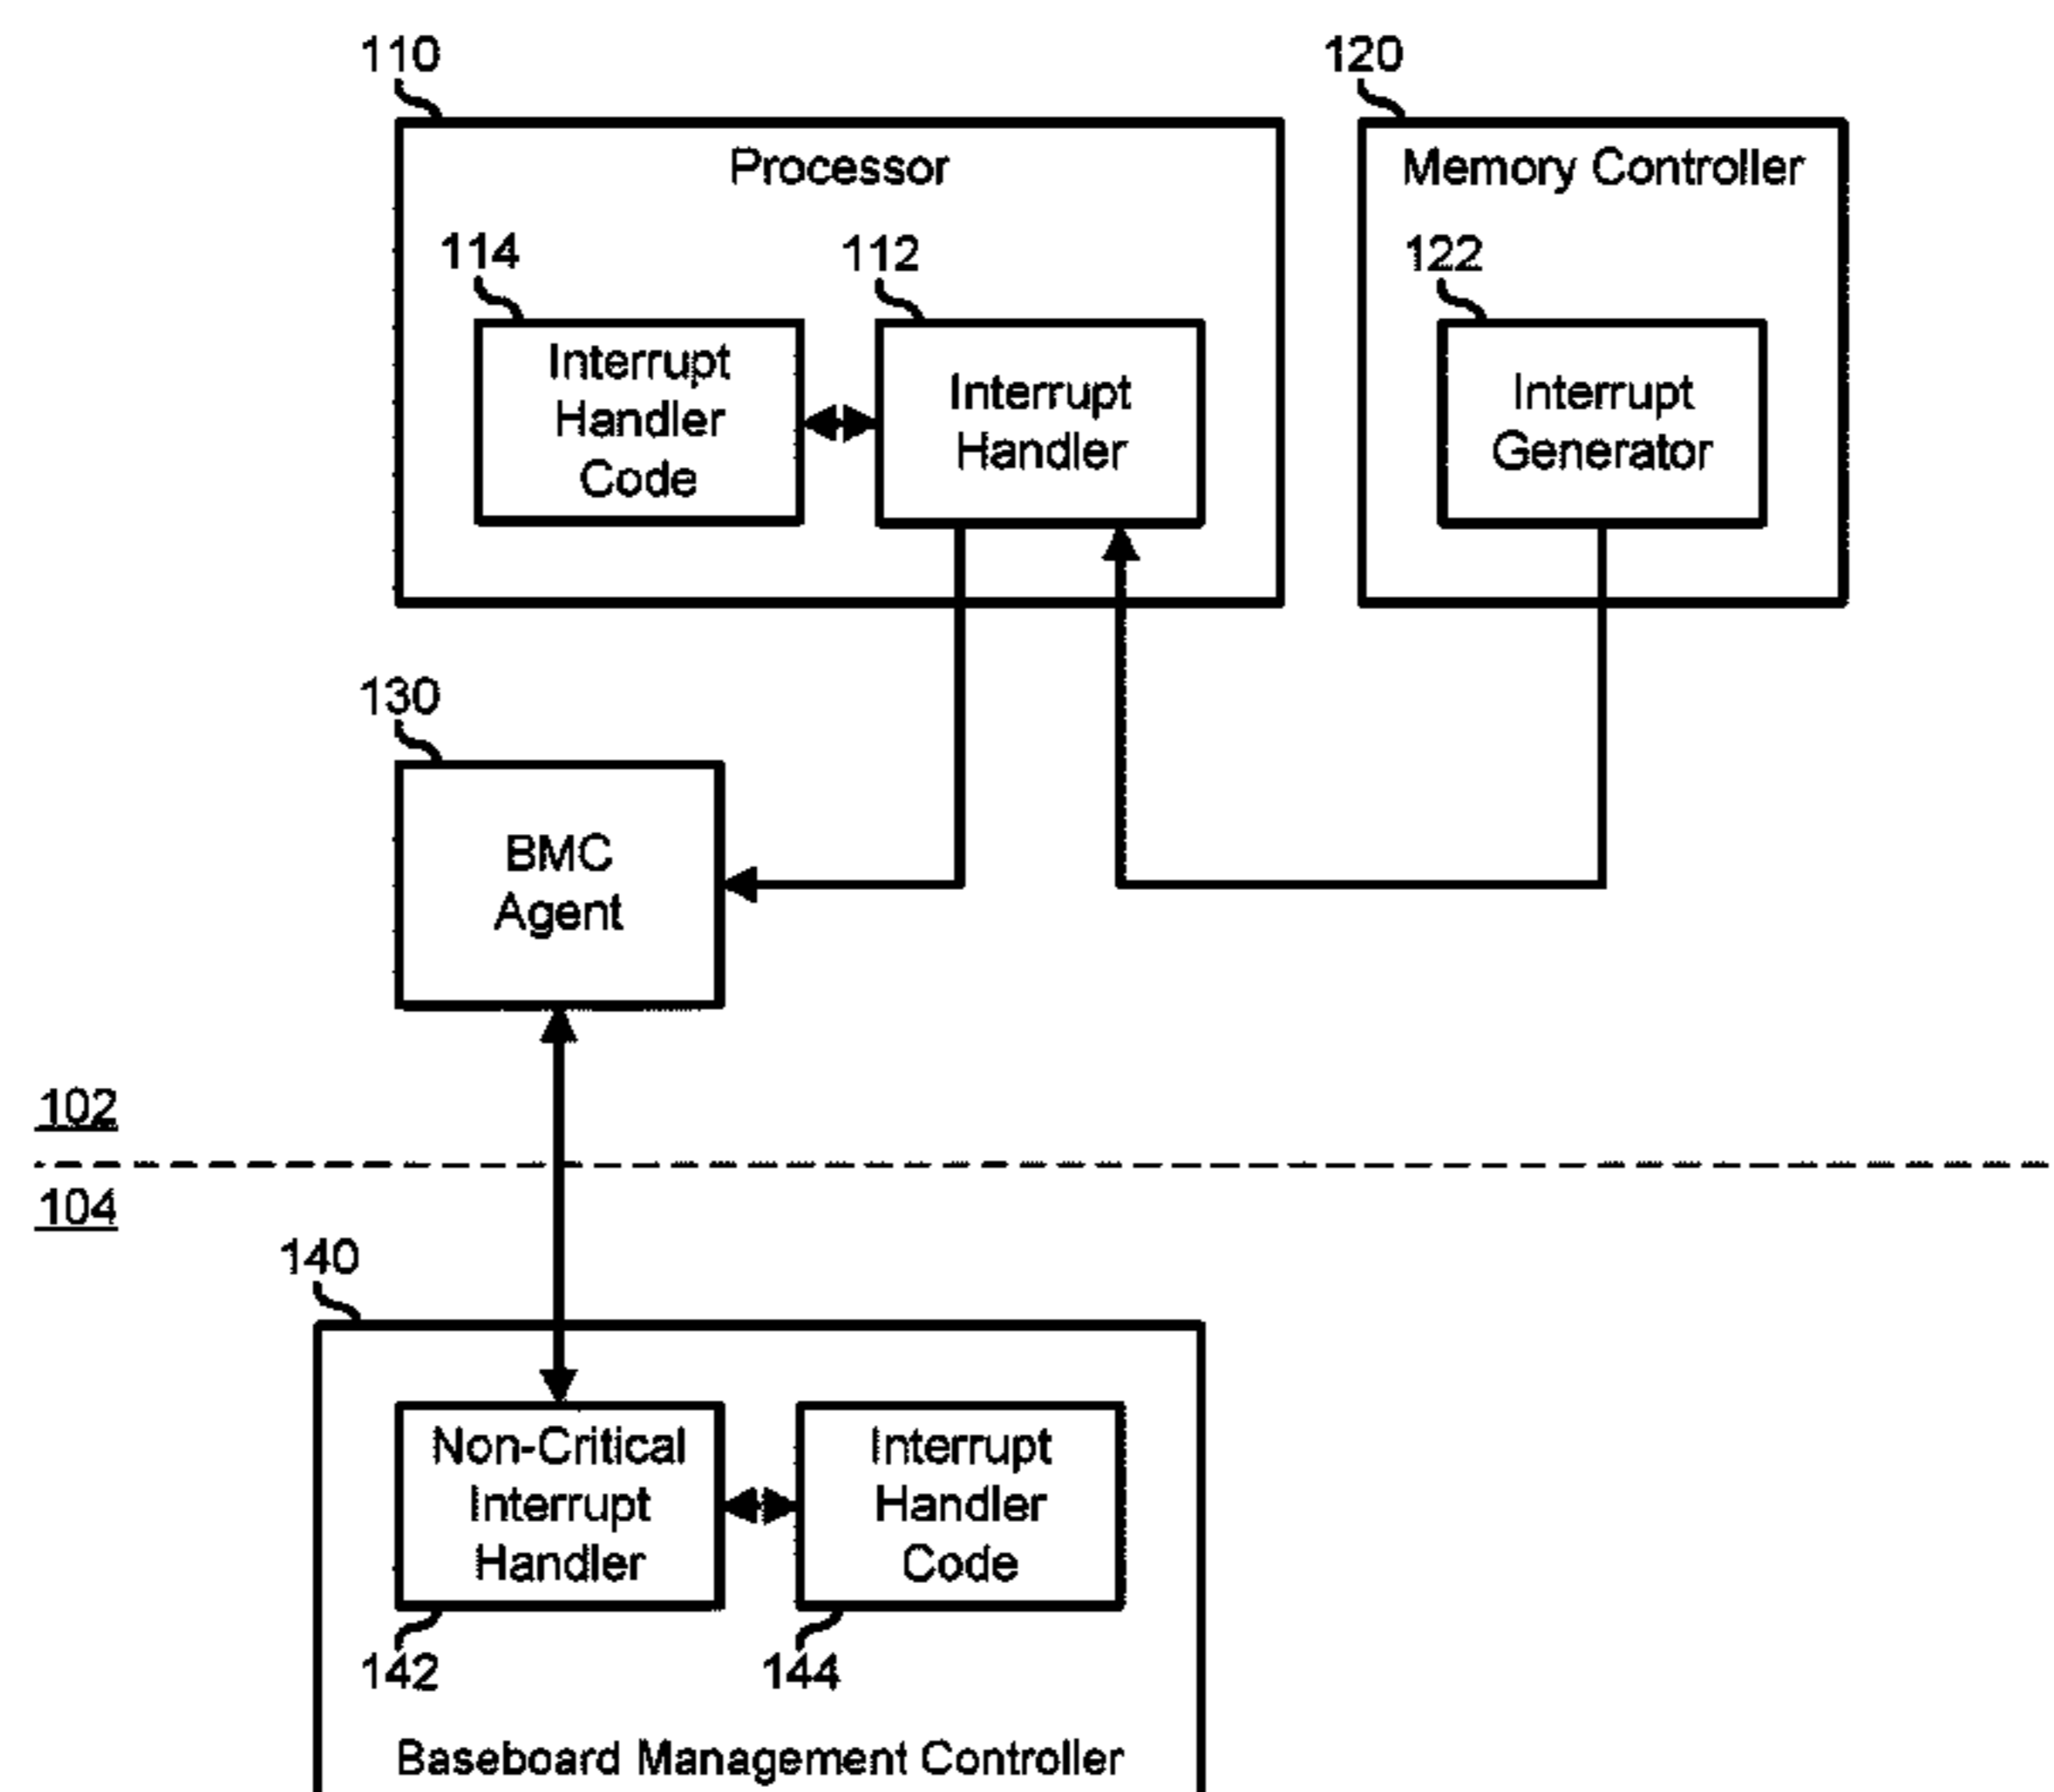 110
120
Processor
Memory Controller
114
112
122
Interrupt
Handler
Code
Interrupt
Handler
Interrupt
Generator
130
BMC
Agent
102
104
140
Non-Critical
Interrupt
Handler
Interrupt
Handler
Code
142
144
Baseboard Management Controller